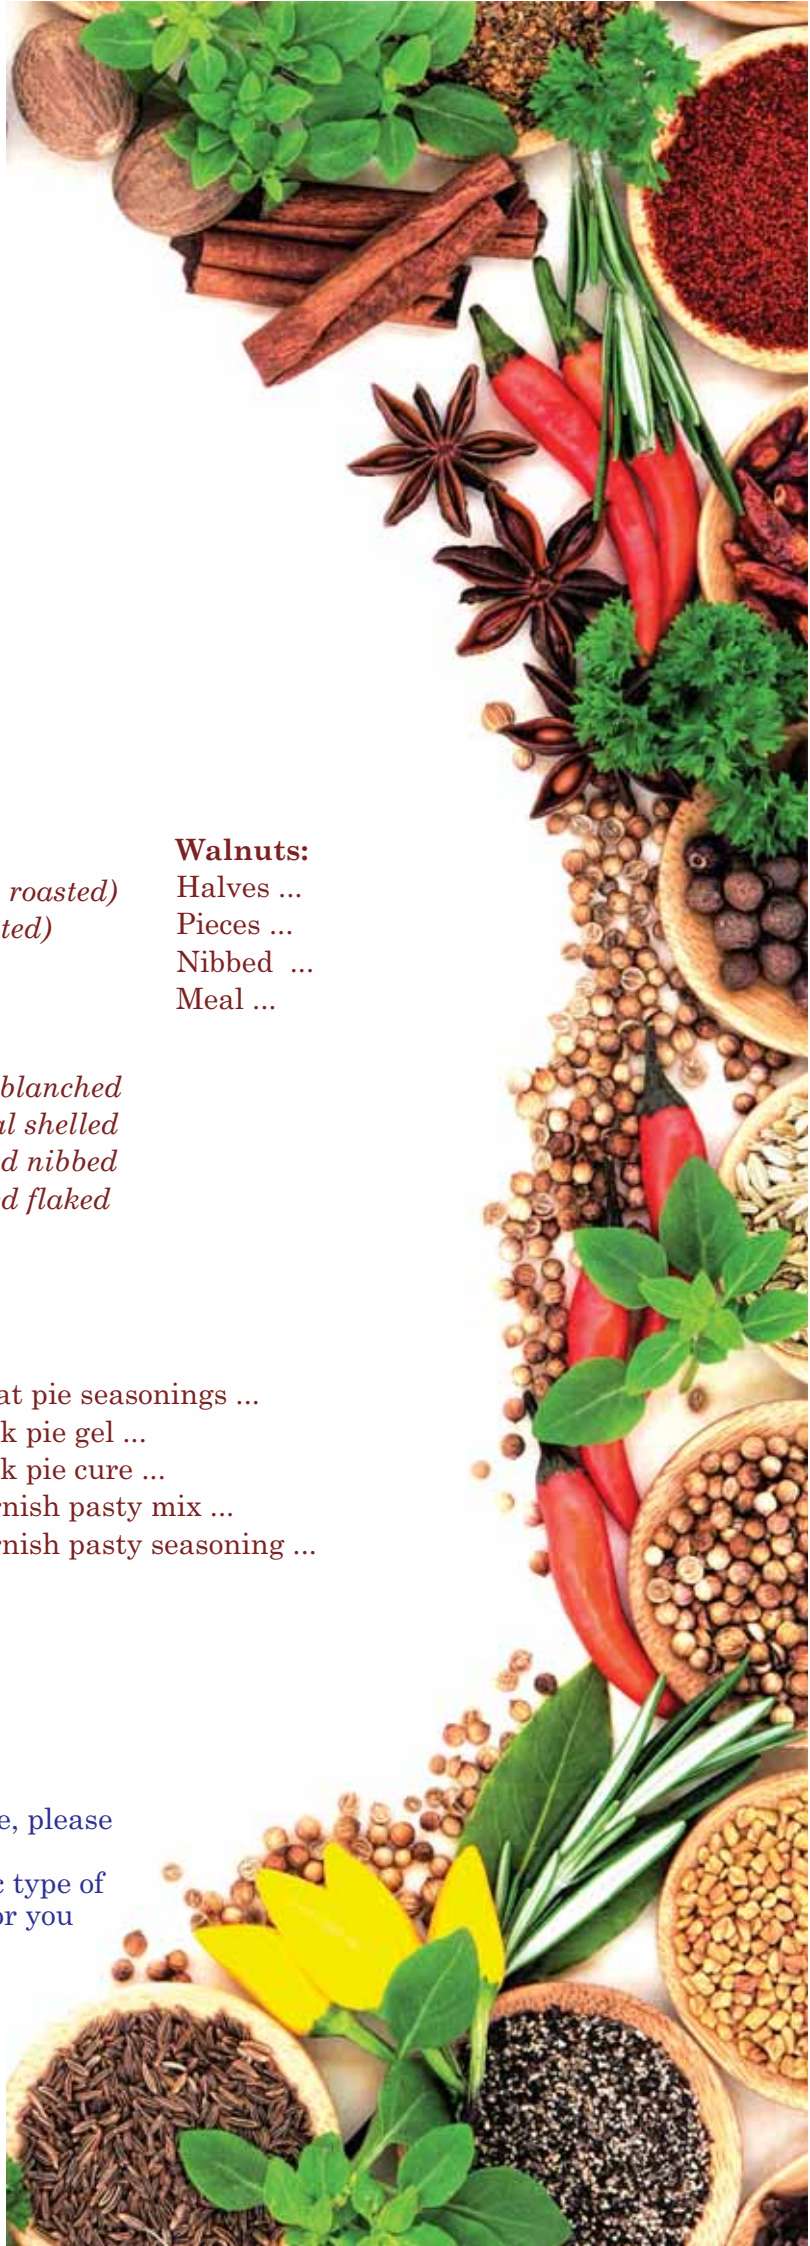 roasted)
ted)
Walnuts:
Halves ...
Pieces ...
Nibbed ...
Meal ...
blanched
al shelled
d nibbed
d flaked
at pie seasonings ...
k pie gel ...
k pie cure ...
rnish pasty mix ...
rnish pasty seasoning ...
e, please
c type of
or you